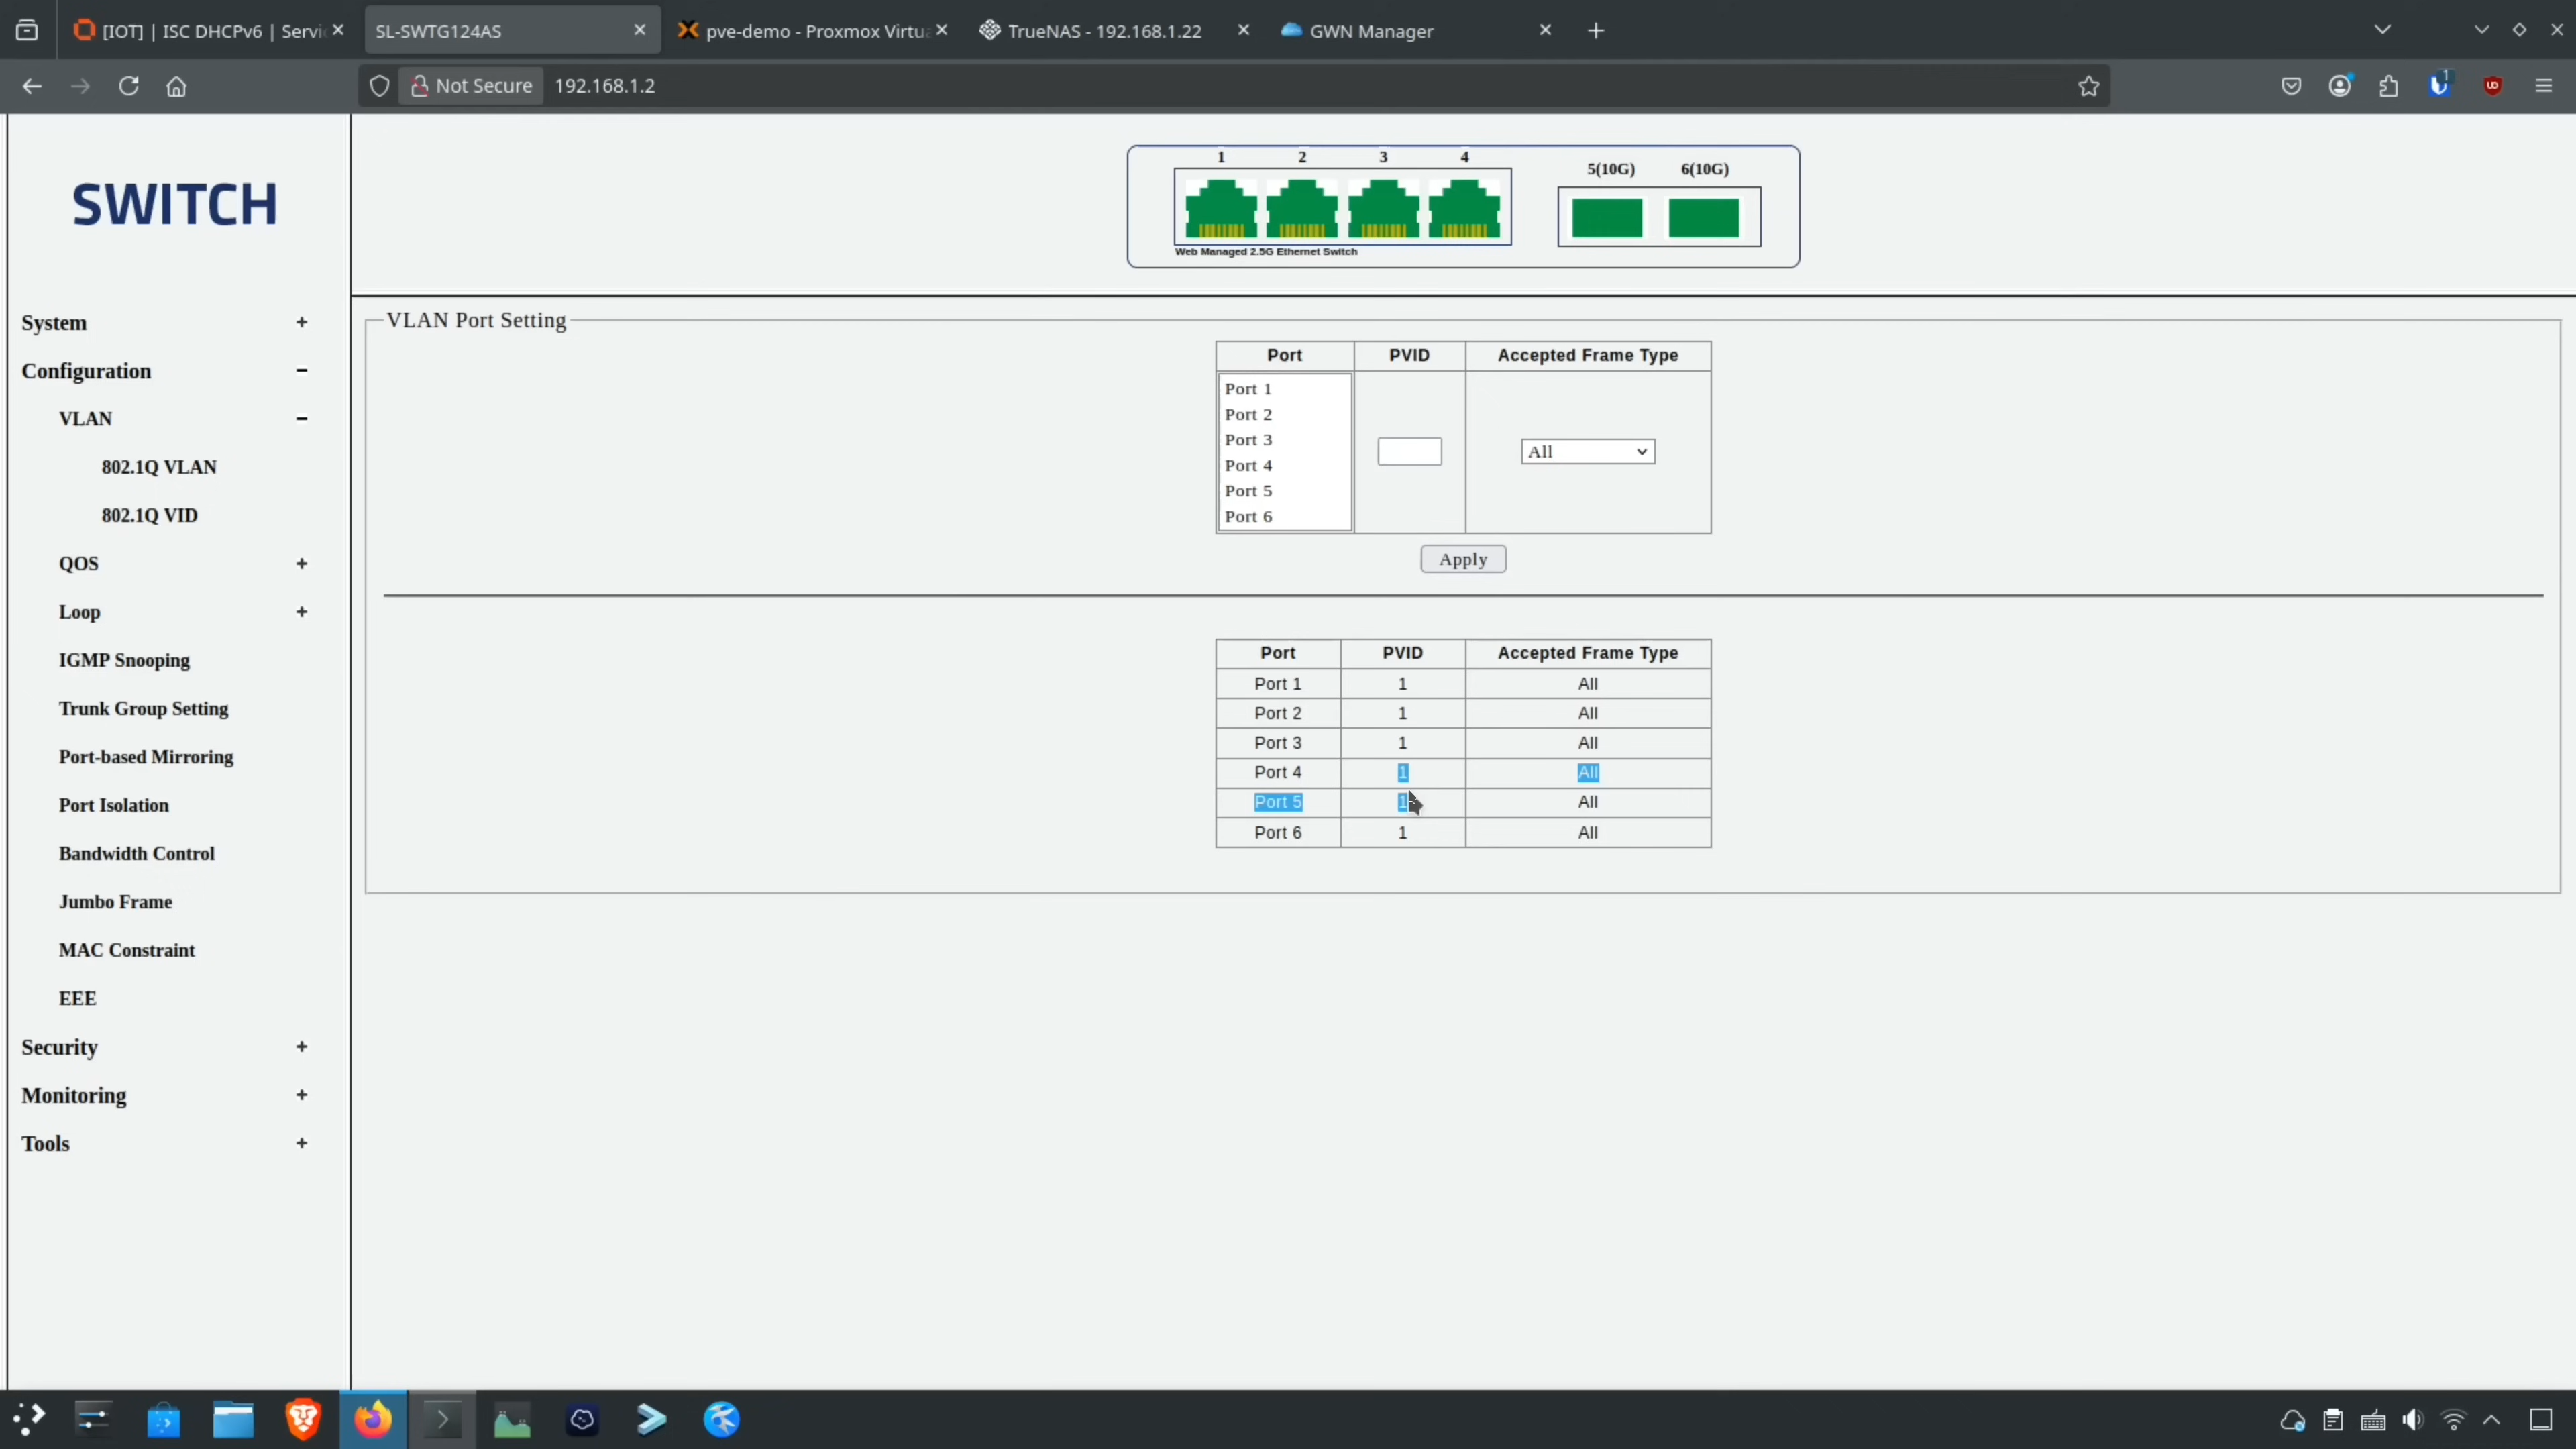 [IOT] | ISC DHCPv6 | Servi
SL-SWTG124AS
pve-demo - Proxmox Virtua
TrueNAS - 192.168.1.22
GWN Manager
Not Secure
192.168.1.2
1
SWITCH
System +
Configuration -
VLAN -
802.1Q VLAN
802.1Q VID
QOS +
Loop +
IGMP Snooping
Trunk Group Setting
Port-based Mirroring
Port Isolation
Bandwidth Control
Jumbo Frame
MAC Constraint
EEE
Security +
Monitoring +
Tools +
1 2 3 4 5(10G) 6(10G)
Web Managed 2.5G Ethernet Switch
VLAN Port Setting
Port PVID Accepted Frame Type
Port 1
Port 2
Port 3
Port 4
Port 5
Port 6
All
Apply
Port PVID Accepted Frame Type
Port 1 1 All
Port 2 1 All
Port 3 1 All
Port 4 1 All
Port 5 1 All
Port 6 1 All